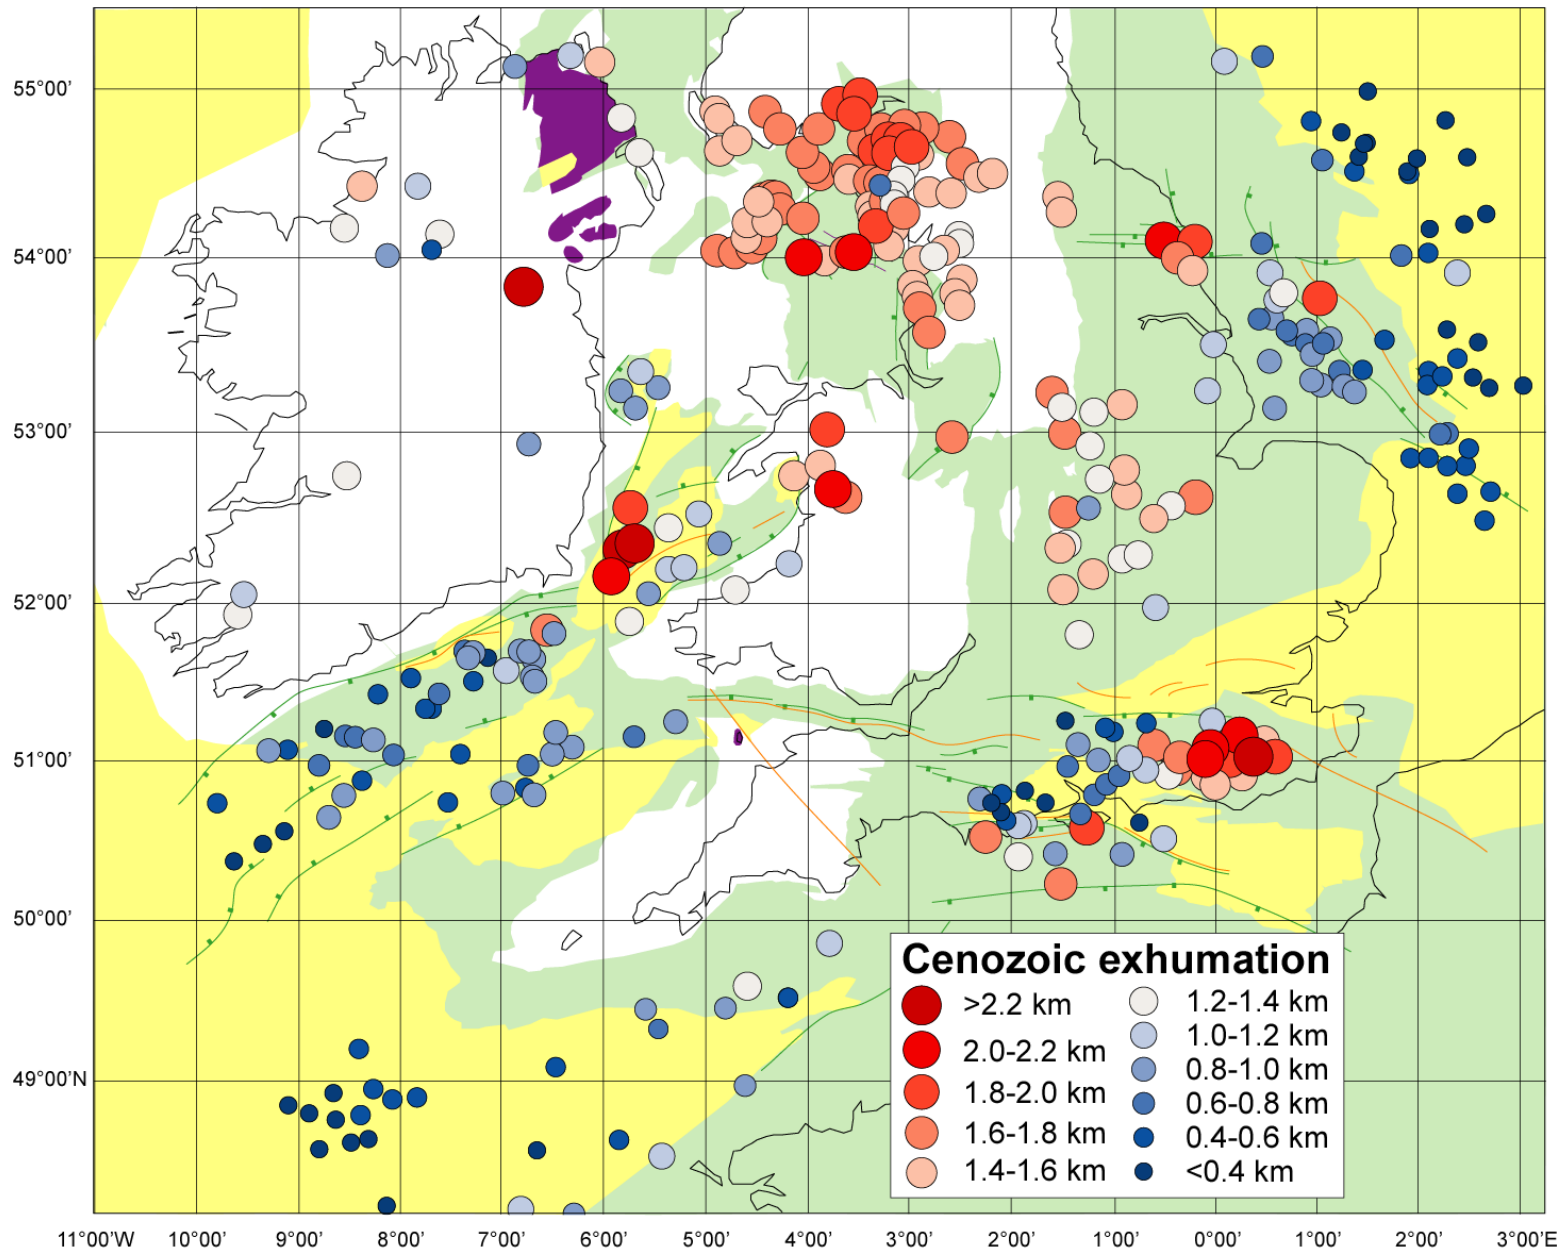 55°00′
54°00′
53°00′
52°00′
51°00′
50°00′
49°00′N
Cenozoic exhumation
>2.2 km
2.0-2.2 km
1.8-2.0 km
1.6-1.8 km
1.4-1.6 km
1.2-1.4 km
1.0-1.2 km
0.8-1.0 km
0.6-0.8 km
0.4-0.6 km
<0.4 km
11°00′W 10°00′ 9°00′ 8°00′ 7°00′ 6°00′ 5°00′ 4°00′ 3°00′ 2°00′ 1°00′ 0°00′ 1°00′ 2°00′ 3°00′E